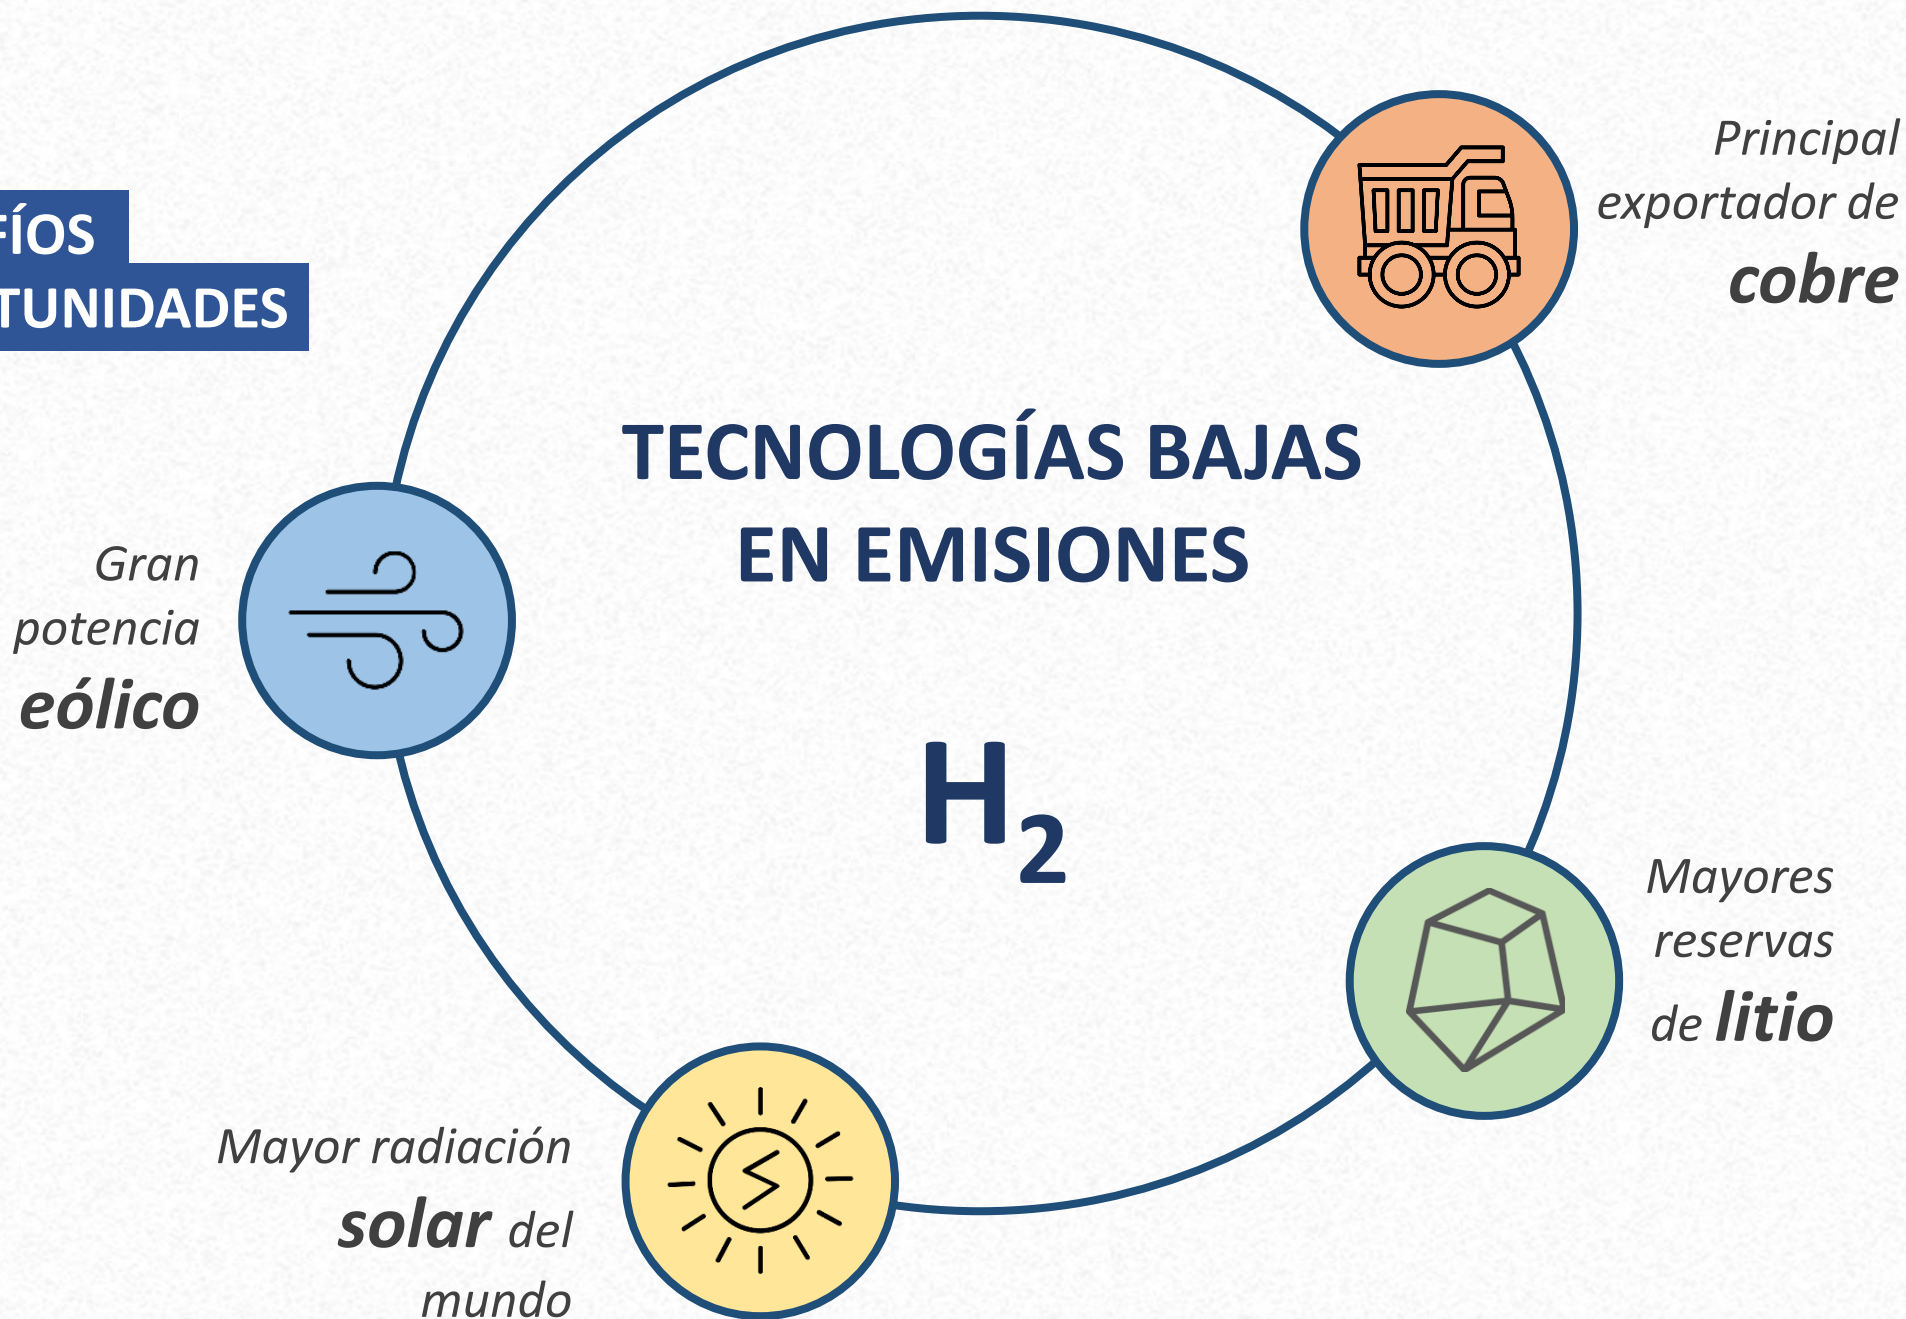 FÍOS
TUNIDADES
Principal
exportador de
cobre
TECNOLOGÍAS BAJAS
EN EMISIONES
H₂
Gran
potencia
eólico
Mayores
reservas
de litio
Mayor radiación
solar del
mundo